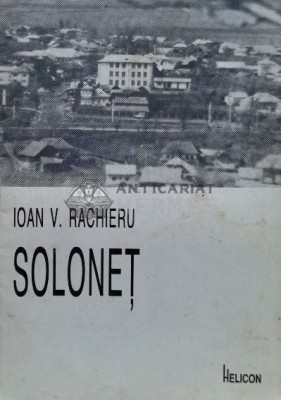 ANTICARIAT
IOAN V. RACHIERU
SOLONEȚ
HELICON